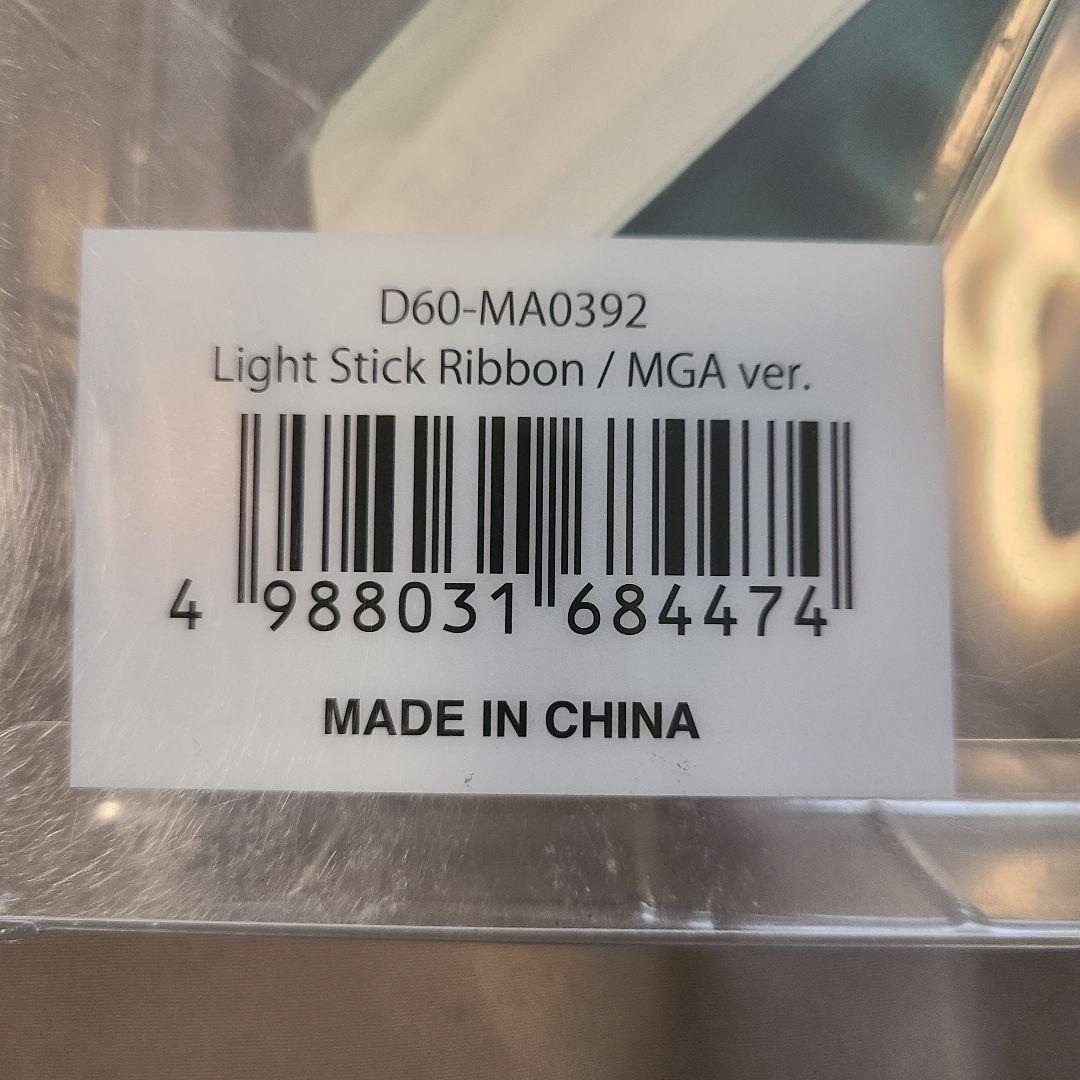 D60-MA0392
Light Stick Ribbon / MGA ver.
4 988031 684474
MADE IN CHINA